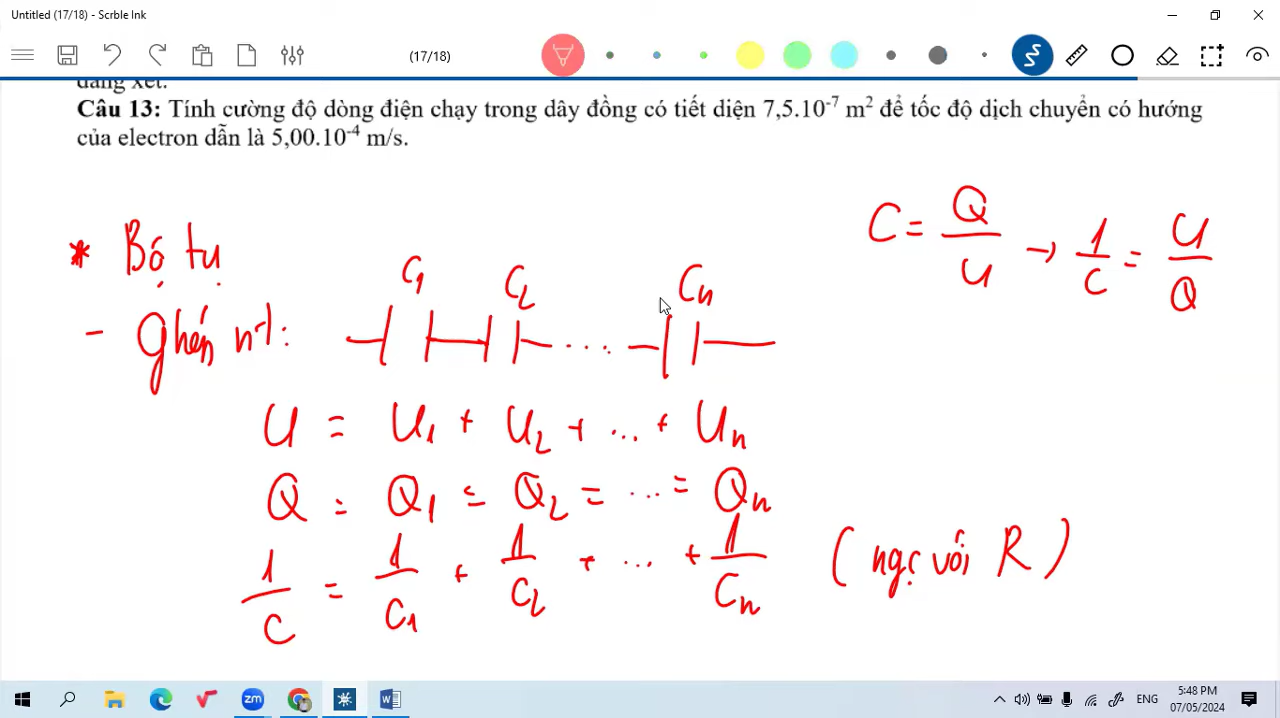 Untitled (17/18) - Scrble Ink
(17/18)
đang xét.
Câu 13: Tính cường độ dòng điện chạy trong dây đồng có tiết diện 7,5.10⁻⁷ m² để tốc độ dịch chuyển có hướng
của electron dẫn là 5,00.10⁻⁴ m/s.
C = Q/U → 1/C = U/Q
* Bộ tụ
C1 C2 Cn
- Ghép nt: ....
U = U1 + U2 + ... + Un
Q = Q1 = Q2 = ... = Qn
1/C = 1/C1 + 1/C2 + ... + 1/Cn (ngc với R)
ENG
5:48 PM
07/05/2024